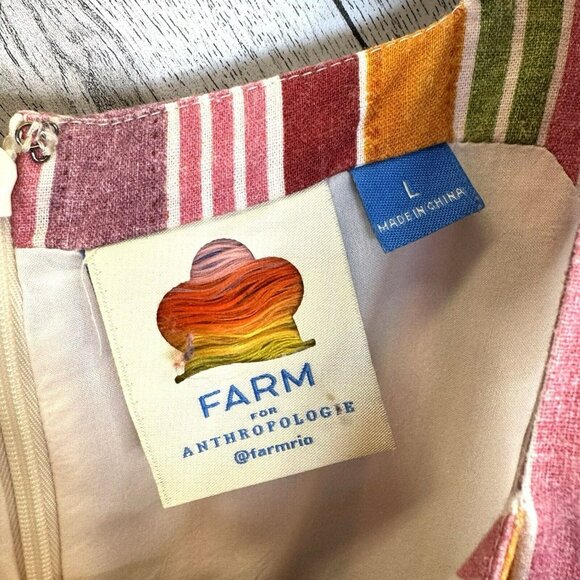 L
MADE IN CHINA
FARM
FOR
ANTHROPOLOGIE
@farmrio